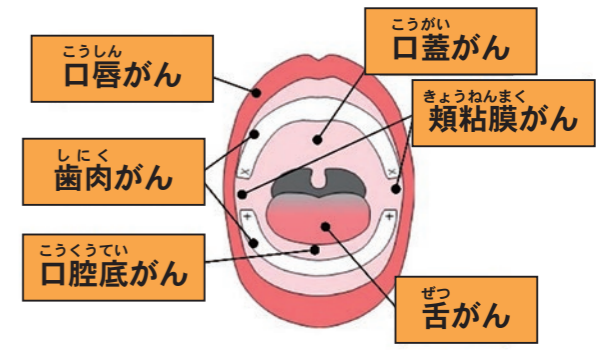 こうしん
口唇がん
こうがい
口蓋がん
きょうねんまく
頬粘膜がん
しにく
歯肉がん
こうくうてい
口腔底がん
ぜつ
舌がん